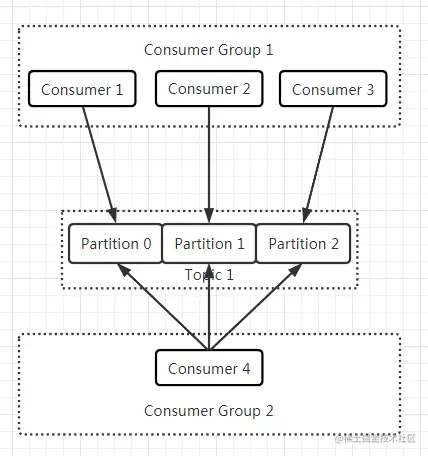 Consumer Group 1
Consumer 1 Consumer 2 Consumer 3
Partition 0 Partition 1 Partition 2
Topic 1
Consumer 4
Consumer Group 2
@稀土掘金技术社区